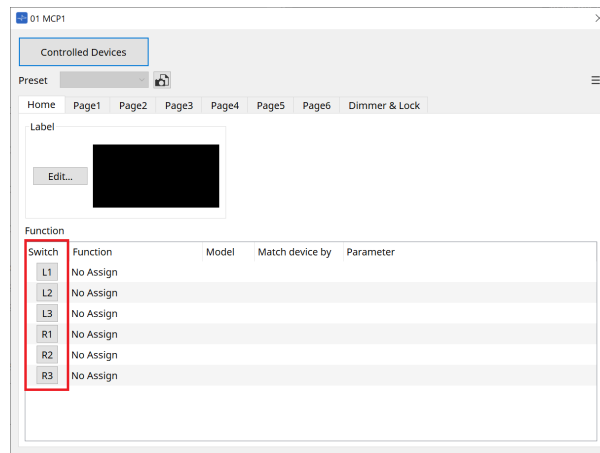 01 MCP1
Controlled Devices
Preset
Home Page1 Page2 Page3 Page4 Page5 Page6 Dimmer & Lock
Label
Edit...
Function
Switch Function Model Match device by Parameter
L1 No Assign
L2 No Assign
L3 No Assign
R1 No Assign
R2 No Assign
R3 No Assign